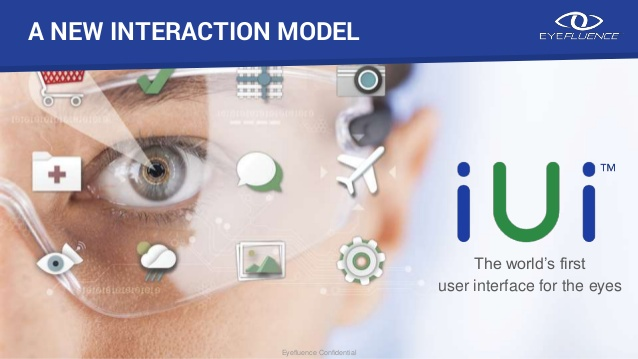 A NEW INTERACTION MODEL
EYEFLUENCE
iUi™
The world's first
user interface for the eyes
Eyefluence Confidential